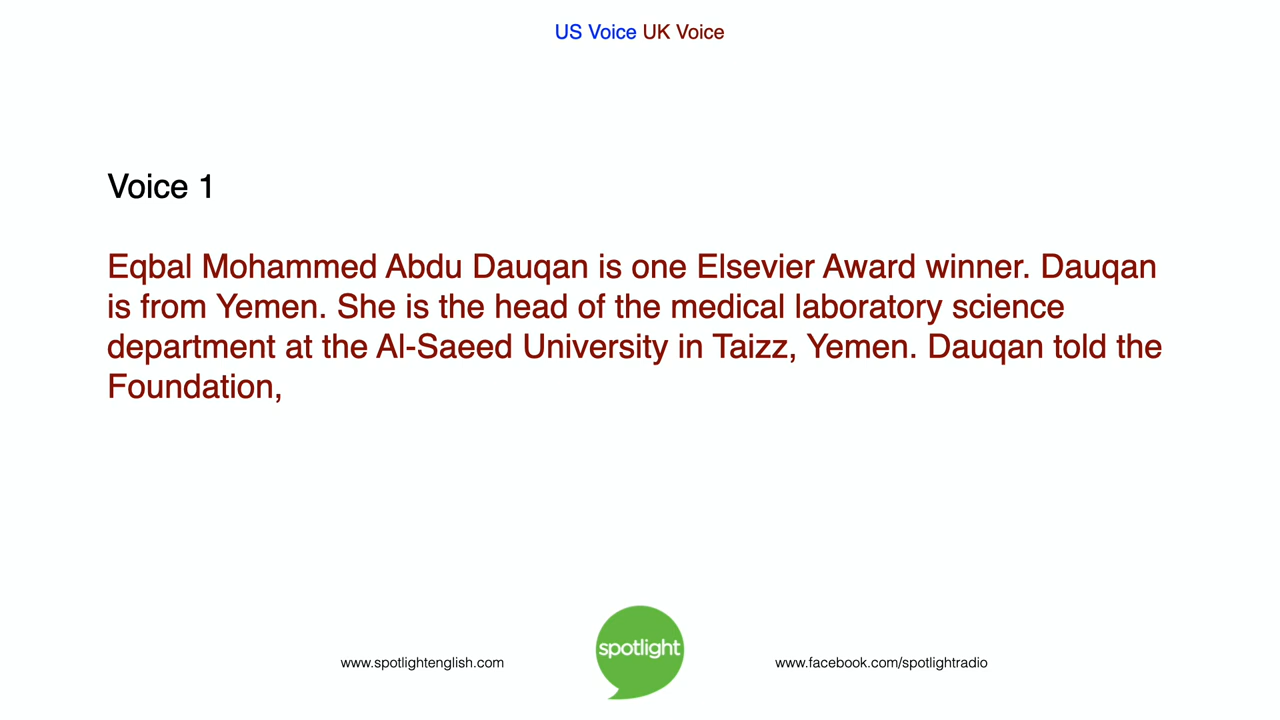 US Voice UK Voice
Voice 1
Eqbal Mohammed Abdu Dauqan is one Elsevier Award winner. Dauqan
is from Yemen. She is the head of the medical laboratory science
department at the Al-Saeed University in Taizz, Yemen. Dauqan told the
Foundation,
www.spotlightenglish.com
spotlight
www.facebook.com/spotlightradio